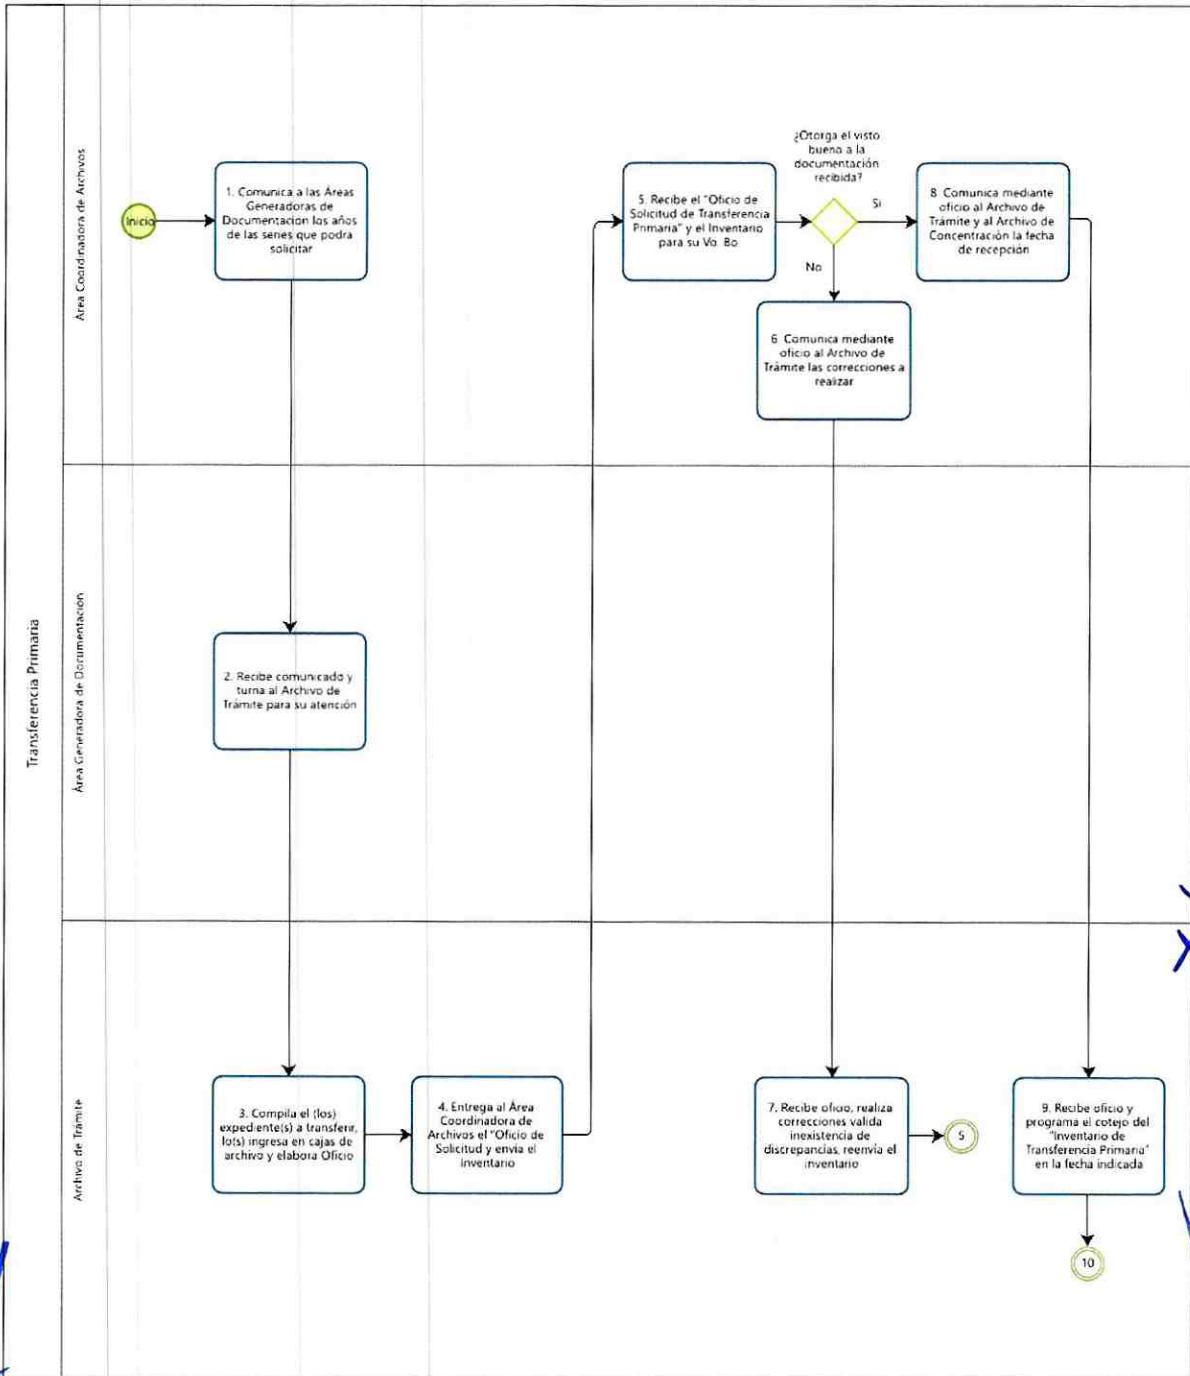 Transferencia Primaria
Área Coordinadora de Archivos
Inicio
1. Comunica a las Áreas
Generadoras de
Documentación los años
de las series que podra
solicitar
5. Recibe el "Oficio de
Solicitud de Transferencia
Primaria" y el Inventario
para su Vo. Bo
¿Otorga el visto
bueno a la
documentación
recibida?
Si
No
8. Comunica mediante
oficio al Archivo de
Trámite y al Archivo de
Concentración la fecha
de recepción
6. Comunica mediante
oficio al Archivo de
Trámite las correcciones a
realizar
Área Generadora de Documentación
2. Recibe comunicado y
turna al Archivo de
Trámite para su atención
Archivo de Trámite
3. Compila el (los)
expediente(s) a transferir,
lo(s) ingresa en cajas de
archivo y elabora Oficio
4. Entrega al Área
Coordinadora de
Archivos el "Oficio de
Solicitud y envía el
Inventario
7. Recibe oficio, realiza
correcciones valida
inexistencia de
discrepancias, reenvía el
inventario
5
9. Recibe oficio y
programa el cotejo del
"Inventario de
Transferencia Primaria"
en la fecha indicada
10